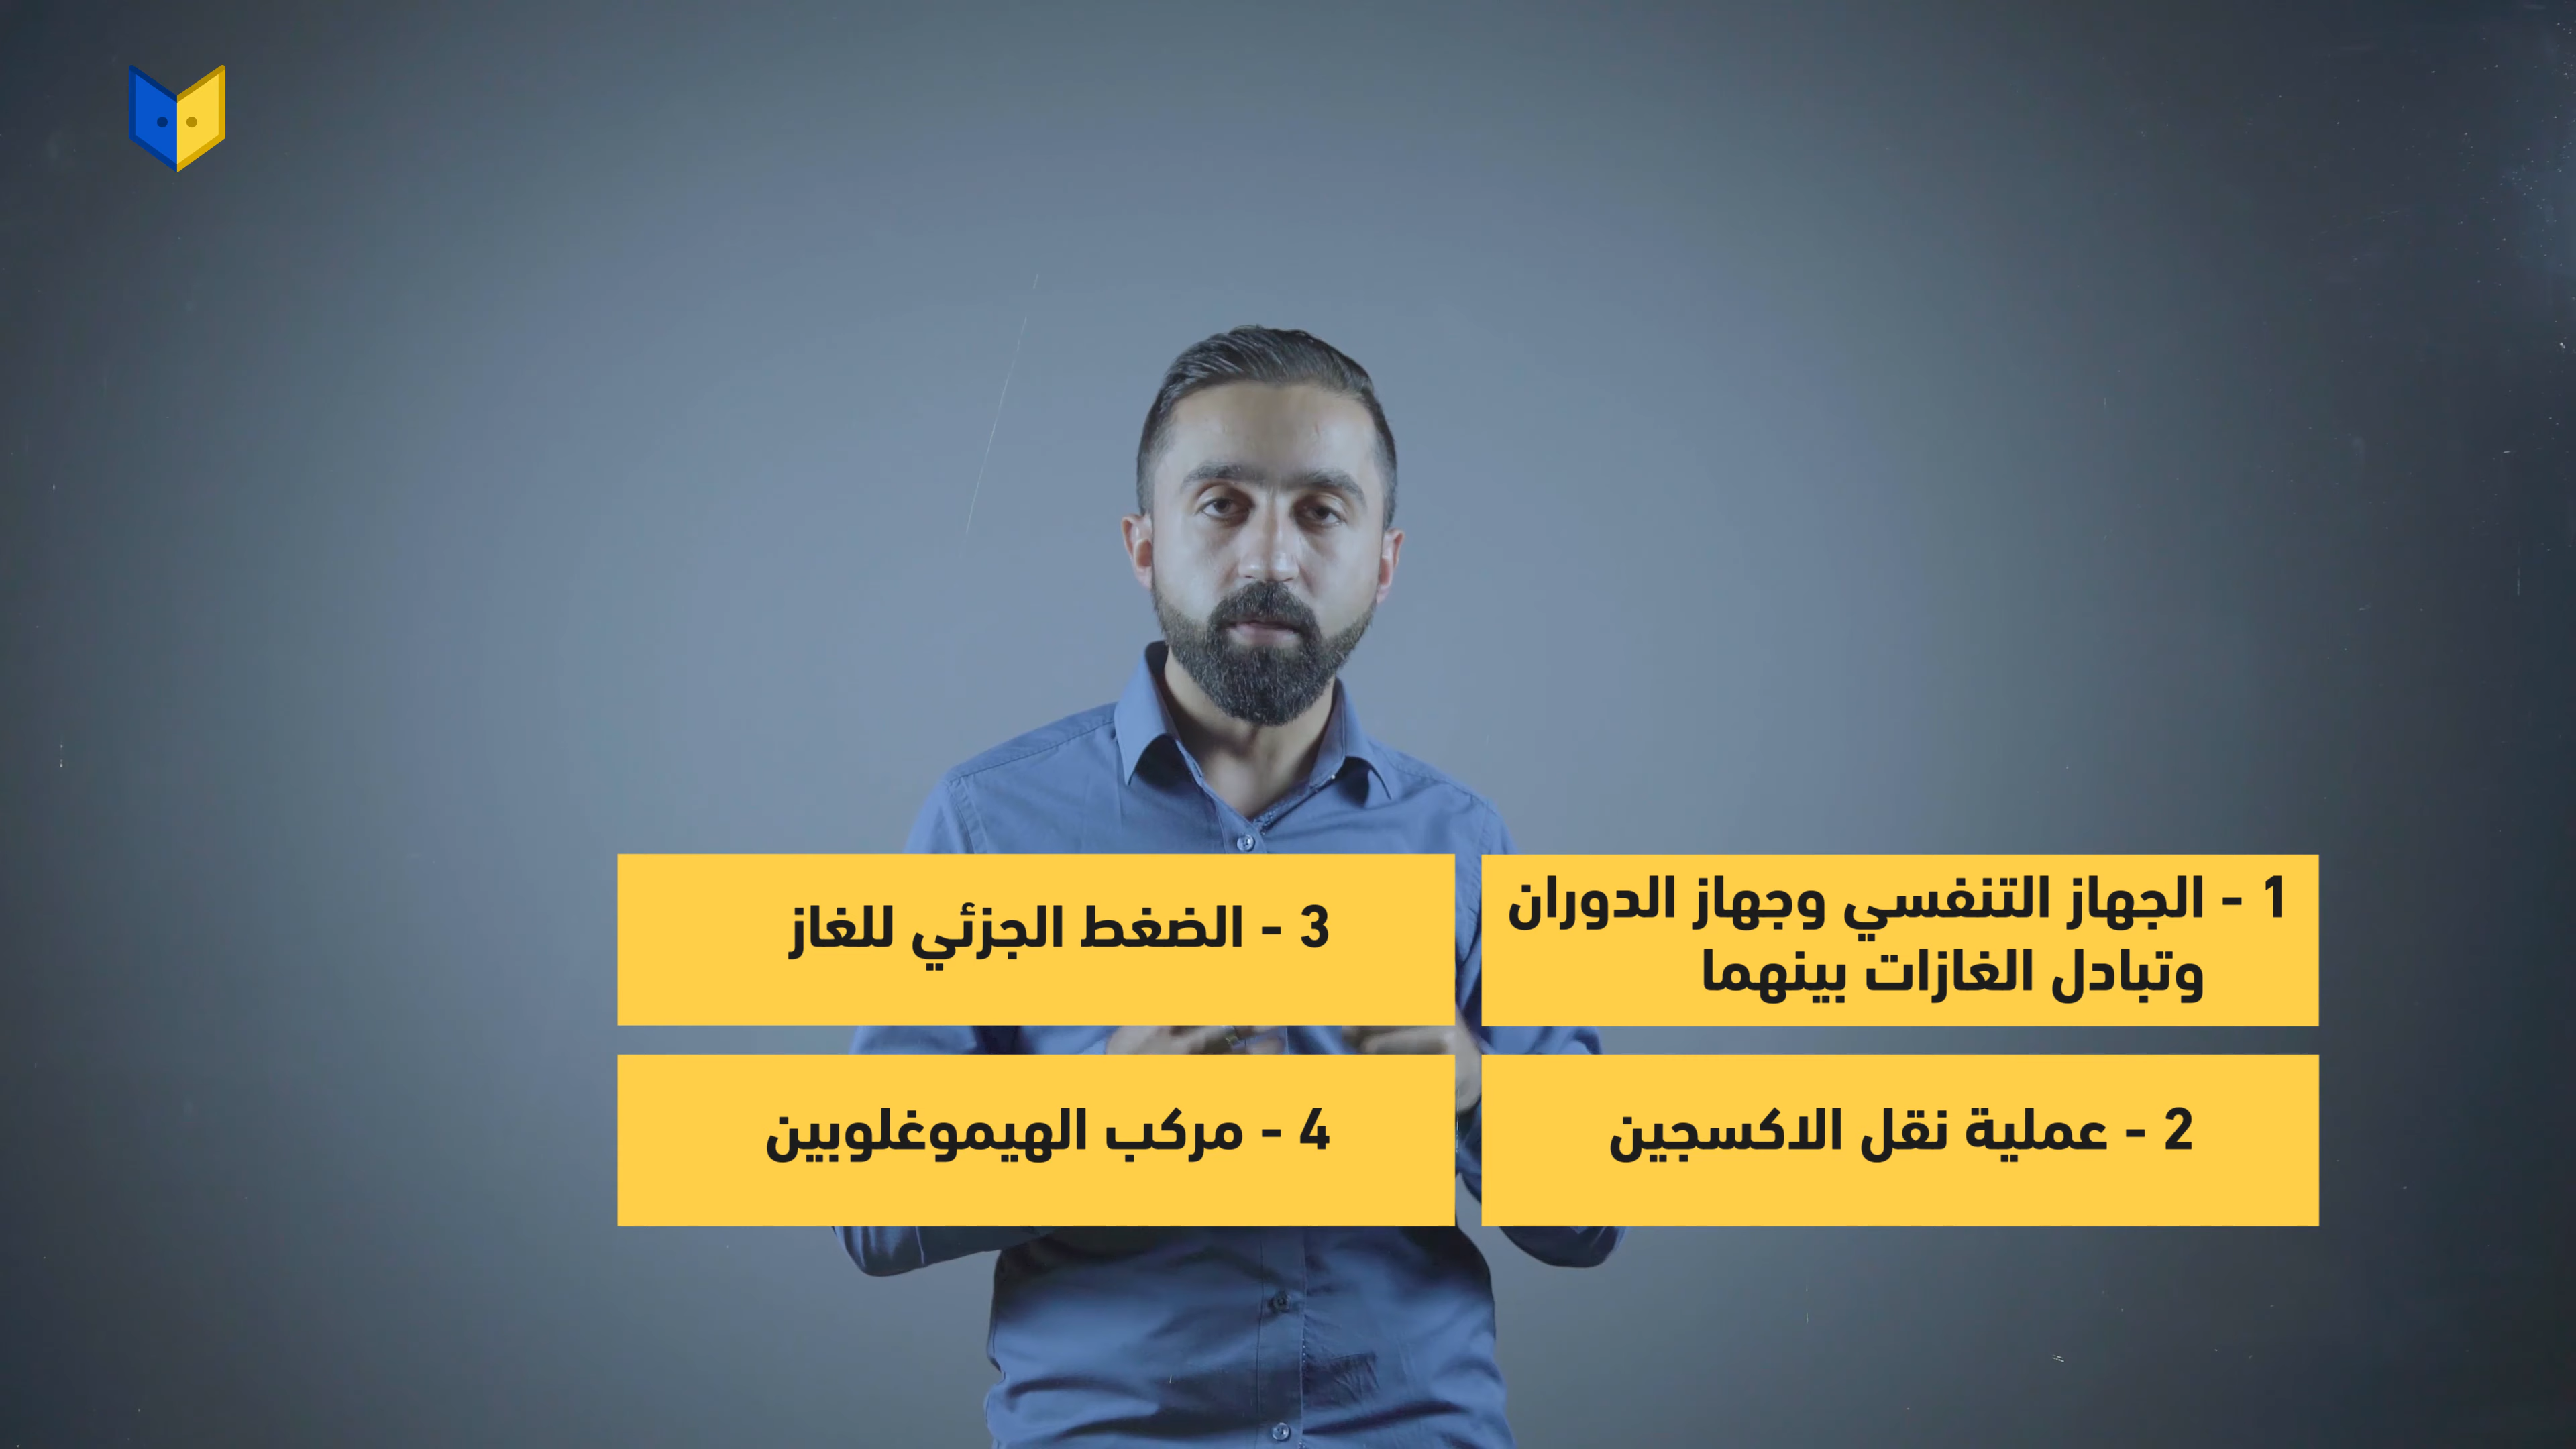 1 - الجهاز التنفسي وجهاز الدوران
وتبادل الغازات بينهما
2 - عملية نقل الاكسجين
3 - الضغط الجزئي للغاز
4 - مركب الهيموغلوبين